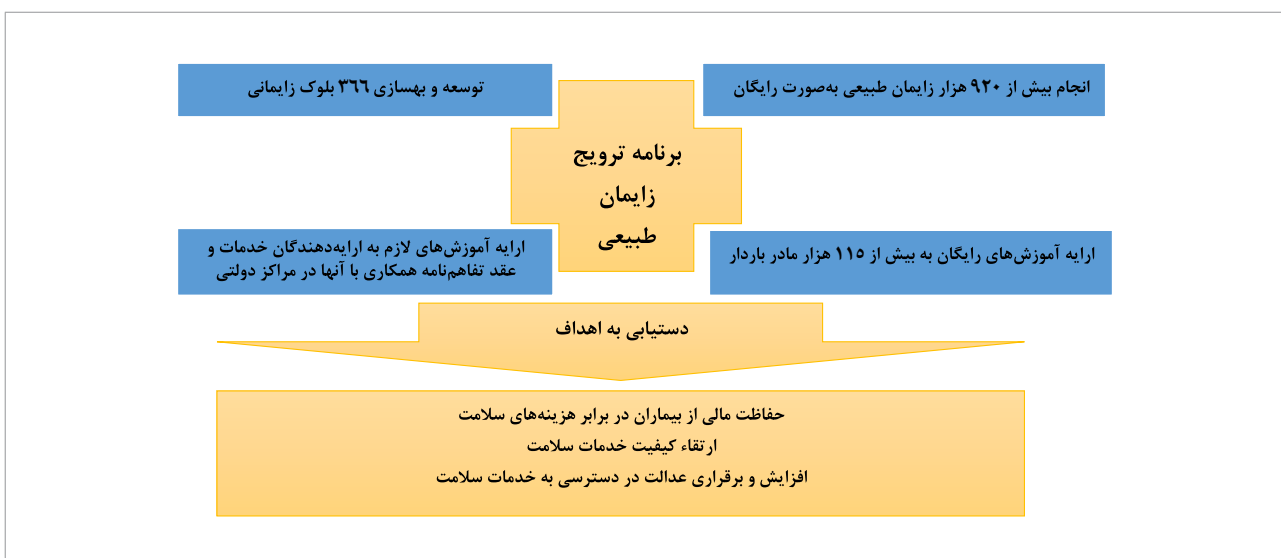 انجام بیش از ۹۲۰ هزار زایمان طبیعی به‌صورت رایگان
توسعه و بهسازی ۳۶۶ بلوک زایمانی
برنامه ترویج
زایمان
طبیعی
ارایه آموزش‌های رایگان به بیش از ۱۱۵ هزار مادر باردار
ارایه آموزش‌های لازم به ارایه‌دهندگان خدمات و
عقد تفاهم‌نامه همکاری با آنها در مراکز دولتی
دستیابی به اهداف
حفاظت مالی از بیماران در برابر هزینه‌های سلامت
ارتقاء کیفیت خدمات سلامت
افزایش و برقراری عدالت در دسترسی به خدمات سلامت